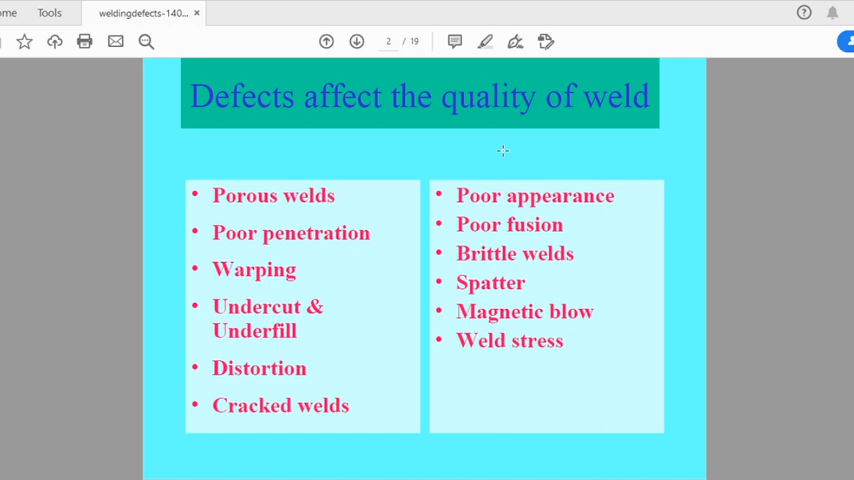 ome Tools weldingdefects-140... ×
2 / 19
Defects affect the quality of weld
• Porous welds
• Poor penetration
• Warping
• Undercut &
Underfill
• Distortion
• Cracked welds
• Poor appearance
• Poor fusion
• Brittle welds
• Spatter
• Magnetic blow
• Weld stress